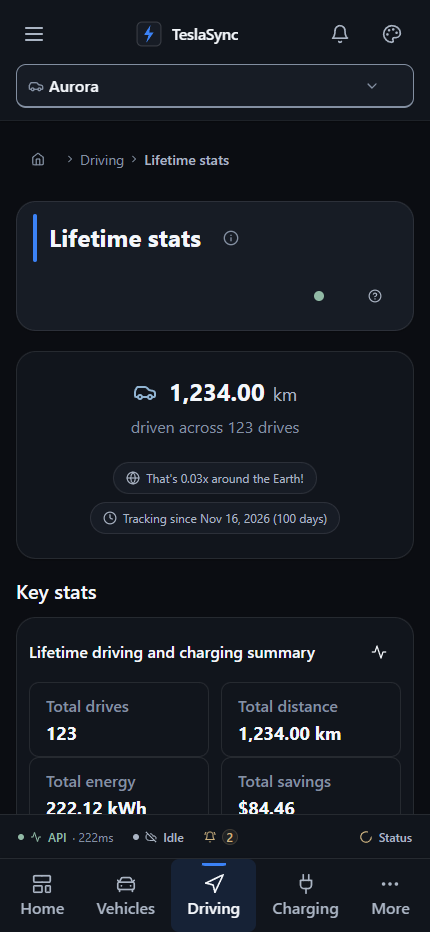 TeslaSync
Aurora
Driving
Lifetime stats
Lifetime stats
1,234.00 km
driven across 123 drives
That's 0.03x around the Earth!
Tracking since Nov 16, 2026 (100 days)
Key stats
Lifetime driving and charging summary
Total drives
123
Total distance
1,234.00 km
Total energy
222.12 kWh
Total savings
$84.46
API · 222ms
Idle
2
Status
Home
Vehicles
Driving
Charging
More